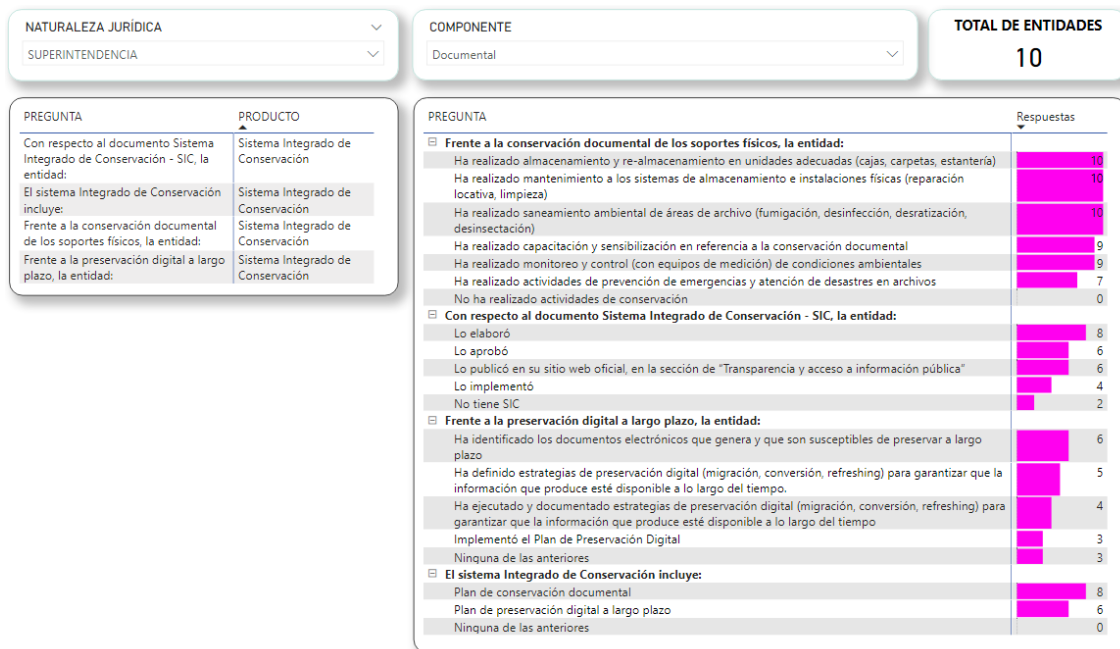 NATURALEZA JURÍDICA
SUPERINTENDENCIA
COMPONENTE
Documental
TOTAL DE ENTIDADES
10
PREGUNTA PRODUCTO
Con respecto al documento Sistema Sistema Integrado de
Integrado de Conservación - SIC, la Conservación
entidad:
El sistema Integrado de Conservación Sistema Integrado de
incluye: Conservación
Frente a la conservación documental Sistema Integrado de
de los soportes físicos, la entidad: Conservación
Frente a la preservación digital a largo Sistema Integrado de
plazo, la entidad: Conservación
PREGUNTA Respuestas
Frente a la conservación documental de los soportes físicos, la entidad:
Ha realizado almacenamiento y re-almacenamiento en unidades adecuadas (cajas, carpetas, estantería) 10
Ha realizado mantenimiento a los sistemas de almacenamiento e instalaciones físicas (reparación 10
locativa, limpieza)
Ha realizado saneamiento ambiental de áreas de archivo (fumigación, desinfección, desratización, 10
desinsectación)
Ha realizado capacitación y sensibilización en referencia a la conservación documental 9
Ha realizado monitoreo y control (con equipos de medición) de condiciones ambientales 9
Ha realizado actividades de prevención de emergencias y atención de desastres en archivos 7
No ha realizado actividades de conservación 0
Con respecto al documento Sistema Integrado de Conservación - SIC, la entidad:
Lo elaboró 8
Lo aprobó 6
Lo publicó en su sitio web oficial, en la sección de "Transparencia y acceso a información pública" 6
Lo implementó 4
No tiene SIC 2
Frente a la preservación digital a largo plazo, la entidad:
Ha identificado los documentos electrónicos que genera y que son susceptibles de preservar a largo 6
plazo
Ha definido estrategias de preservación digital (migración, conversión, refreshing) para garantizar que la 5
información que produce esté disponible a lo largo del tiempo.
Ha ejecutado y documentado estrategias de preservación digital (migración, conversión, refreshing) para 4
garantizar que la información que produce esté disponible a lo largo del tiempo
Implementó el Plan de Preservación Digital 3
Ninguna de las anteriores 3
El sistema Integrado de Conservación incluye:
Plan de conservación documental 8
Plan de preservación digital a largo plazo 6
Ninguna de las anteriores 0